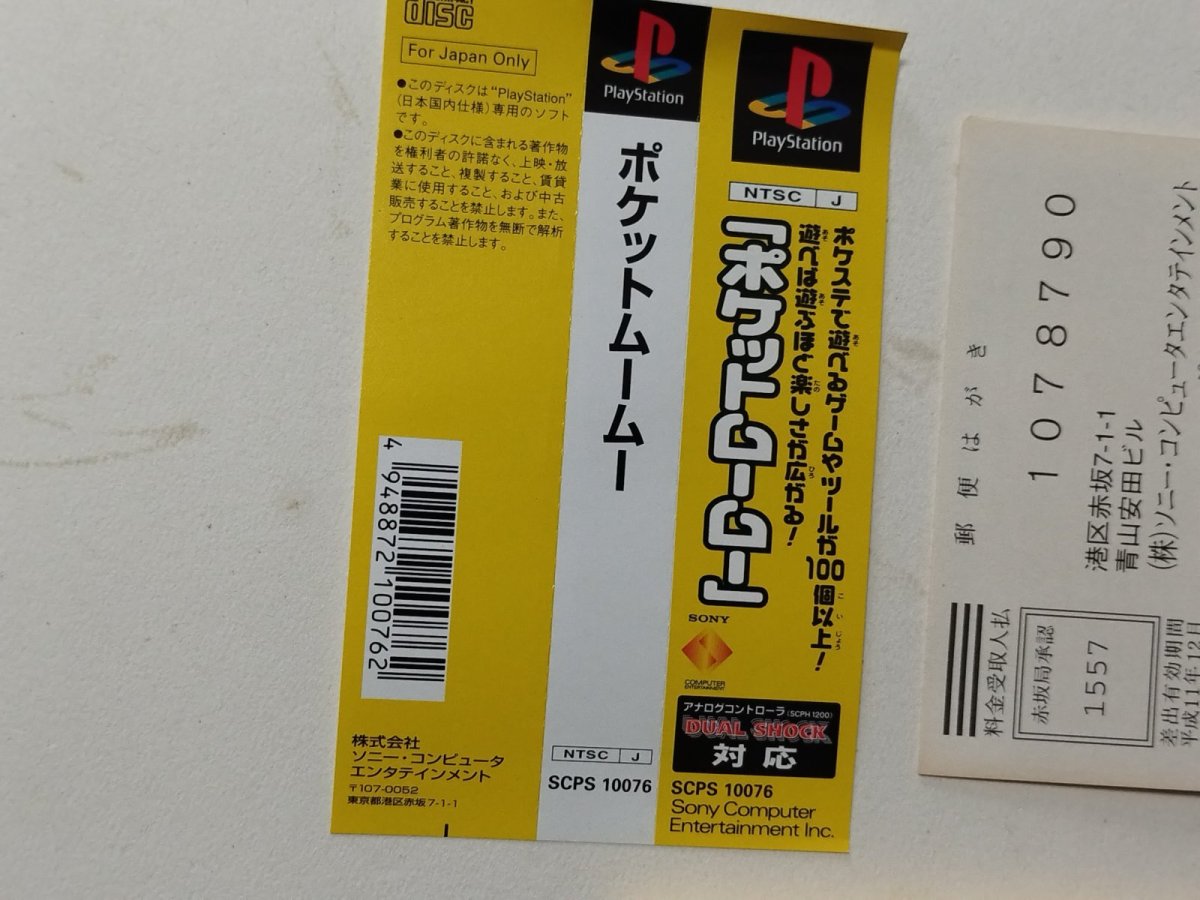 disc
For Japan Only
●このディスクは“PlayStation”
(日本国内仕様)専用のソフト
です。
●このディスクに含まれる著作物
を権利者の許諾なく、上映・放
送すること、複製すること、賃貸
業に使用すること、および中古
販売することを禁止します。また、
プログラム著作物を無断で解析
することを禁止します。
4 948872 100762
株式会社
ソニー・コンピュータ
エンタテインメント
〒107-0052
東京都港区赤坂7-1-1
PlayStation
ポケットムームー
NTSC J
SCPS 10076
PlayStation
NTSC J
ポケステで遊べるゲームやツールが100個以上!
遊べば遊ぶほど楽しさが広がる!
「ポケットムームー」
SONY
COMPUTER
ENTERTAINMENT
アナログコントローラ(SCPH 1200)
DUAL SHOCK
対応
SCPS 10076
Sony Computer
Entertainment Inc.
郵便はがき
1078790
港区赤坂7-1-1
青山安田ビル
(株)ソニー・コンピュータエンタテインメント
料金受取人払
赤坂局承認
1557
差出有効期間
平成11年12月